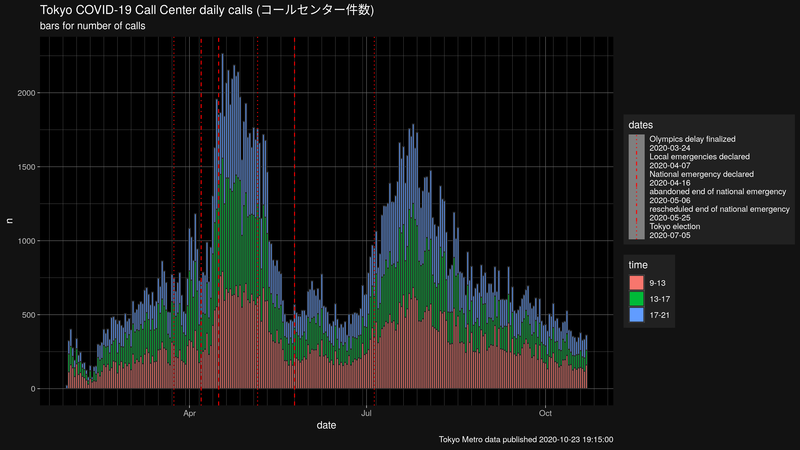 Tokyo COVID-19 Call Center daily calls (コールセンター件数)
bars for number of calls
n
2000
1500
1000
500
0
Apr
Jul
Oct
date
dates
Olympics delay finalized
2020-03-24
Local emergencies declared
2020-04-07
National emergency declared
2020-04-16
abandoned end of national emergency
2020-05-06
rescheduled end of national emergency
2020-05-25
Tokyo election
2020-07-05
time
9-13
13-17
17-21
Tokyo Metro data published 2020-10-23 19:15:00